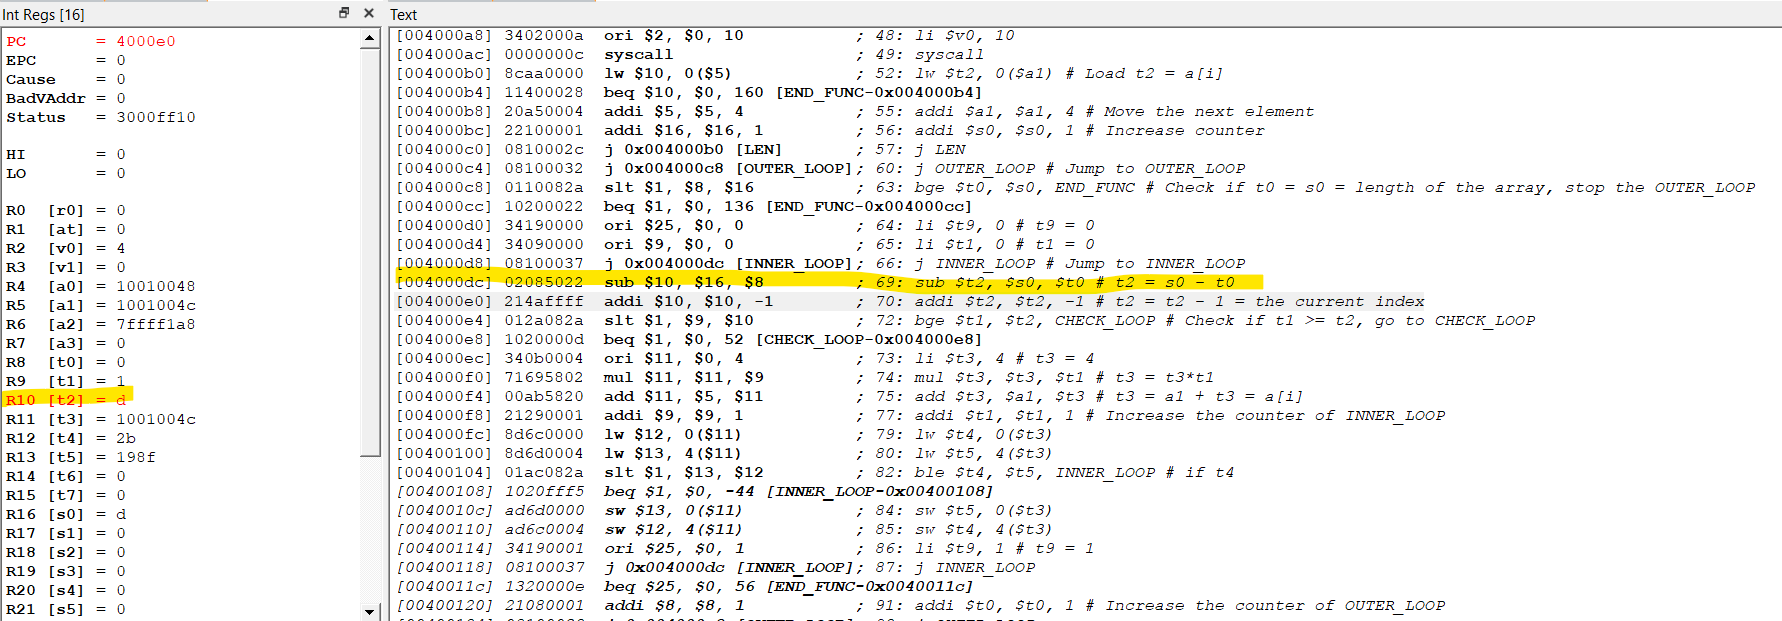 Int Regs [16]
PC = 4000e0
EPC = 0
Cause = 0
BadVAddr = 0
Status = 3000ff10
HI = 0
LO = 0
R0 [r0] = 0
R1 [at] = 0
R2 [v0] = 4
R3 [v1] = 0
R4 [a0] = 10010048
R5 [a1] = 1001004c
R6 [a2] = 7ffff1a8
R7 [a3] = 0
R8 [t0] = 0
R9 [t1] = 1
R10 [t2] = d
R11 [t3] = 1001004c
R12 [t4] = 2b
R13 [t5] = 198f
R14 [t6] = 0
R15 [t7] = 0
R16 [s0] = d
R17 [s1] = 0
R18 [s2] = 0
R19 [s3] = 0
R20 [s4] = 0
R21 [s5] = 0
Text
[004000a8] 3402000a ori $2, $0, 10 ; 48: li $v0, 10
[004000ac] 0000000c syscall ; 49: syscall
[004000b0] 8caa0000 lw $10, 0($5) ; 52: lw $t2, 0($a1) # Load t2 = a[i]
[004000b4] 11400028 beq $10, $0, 160 [END_FUNC-0x004000b4]
[004000b8] 20a50004 addi $5, $5, 4 ; 55: addi $a1, $a1, 4 # Move the next element
[004000bc] 22100001 addi $16, $16, 1 ; 56: addi $s0, $s0, 1 # Increase counter
[004000c0] 0810002c j 0x004000b0 [LEN] ; 57: j LEN
[004000c4] 08100032 j 0x004000c8 [OUTER_LOOP]; 60: j OUTER_LOOP # Jump to OUTER_LOOP
[004000c8] 0110082a slt $1, $8, $16 ; 63: bge $t0, $s0, END_FUNC # Check if t0 = s0 = length of the array, stop the OUTER_LOOP
[004000cc] 10200022 beq $1, $0, 136 [END_FUNC-0x004000cc]
[004000d0] 34190000 ori $25, $0, 0 ; 64: li $t9, 0 # t9 = 0
[004000d4] 34090000 ori $9, $0, 0 ; 65: li $t1, 0 # t1 = 0
[004000d8] 08100037 j 0x004000dc [INNER_LOOP]; 66: j INNER_LOOP # Jump to INNER_LOOP
[004000dc] 02085022 sub $10, $16, $8 ; 69: sub $t2, $s0, $t0 # t2 = s0 - t0
[004000e0] 214affff addi $10, $10, -1 ; 70: addi $t2, $t2, -1 # t2 = t2 - 1 = the current index
[004000e4] 012a082a slt $1, $9, $10 ; 72: bge $t1, $t2, CHECK_LOOP # Check if t1 >= t2, go to CHECK_LOOP
[004000e8] 1020000d beq $1, $0, 52 [CHECK_LOOP-0x004000e8]
[004000ec] 340b0004 ori $11, $0, 4 ; 73: li $t3, 4 # t3 = 4
[004000f0] 71695802 mul $11, $11, $9 ; 74: mul $t3, $t3, $t1 # t3 = t3*t1
[004000f4] 00ab5820 add $11, $5, $11 ; 75: add $t3, $a1, $t3 # t3 = a1 + t3 = a[i]
[004000f8] 21290001 addi $9, $9, 1 ; 77: addi $t1, $t1, 1 # Increase the counter of INNER_LOOP
[004000fc] 8d6c0000 lw $12, 0($11) ; 79: lw $t4, 0($t3)
[00400100] 8d6d0004 lw $13, 4($11) ; 80: lw $t5, 4($t3)
[00400104] 01ac082a slt $1, $13, $12 ; 82: ble $t4, $t5, INNER_LOOP # if t4
[00400108] 1020fff5 beq $1, $0, -44 [INNER_LOOP-0x00400108]
[0040010c] ad6d0000 sw $13, 0($11) ; 84: sw $t5, 0($t3)
[00400110] ad6c0004 sw $12, 4($11) ; 85: sw $t4, 4($t3)
[00400114] 34190001 ori $25, $0, 1 ; 86: li $t9, 1 # t9 = 1
[00400118] 08100037 j 0x004000dc [INNER_LOOP]; 87: j INNER_LOOP
[0040011c] 1320000e beq $25, $0, 56 [END_FUNC-0x0040011c]
[00400120] 21080001 addi $8, $8, 1 ; 91: addi $t0, $t0, 1 # Increase the counter of OUTER_LOOP